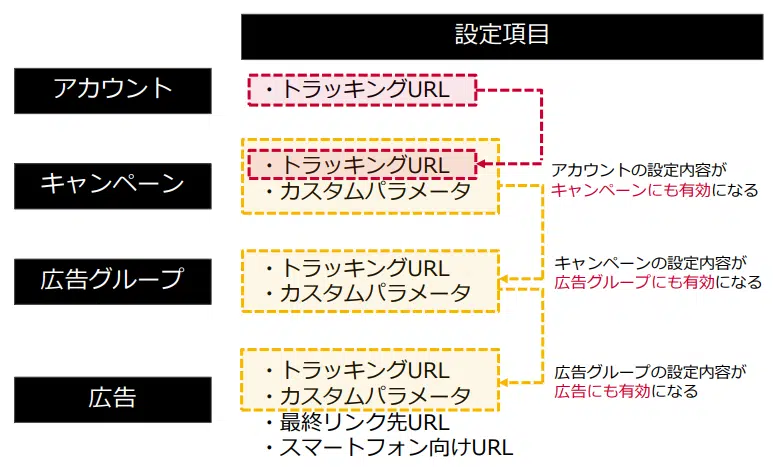 設定項目
アカウント
・トラッキングURL
キャンペーン
・トラッキングURL
・カスタムパラメータ
アカウントの設定内容が
キャンペーンにも有効になる
広告グループ
・トラッキングURL
・カスタムパラメータ
キャンペーンの設定内容が
広告グループにも有効になる
広告
・トラッキングURL
・カスタムパラメータ
・最終リンク先URL
・スマートフォン向けURL
広告グループの設定内容が
広告にも有効になる